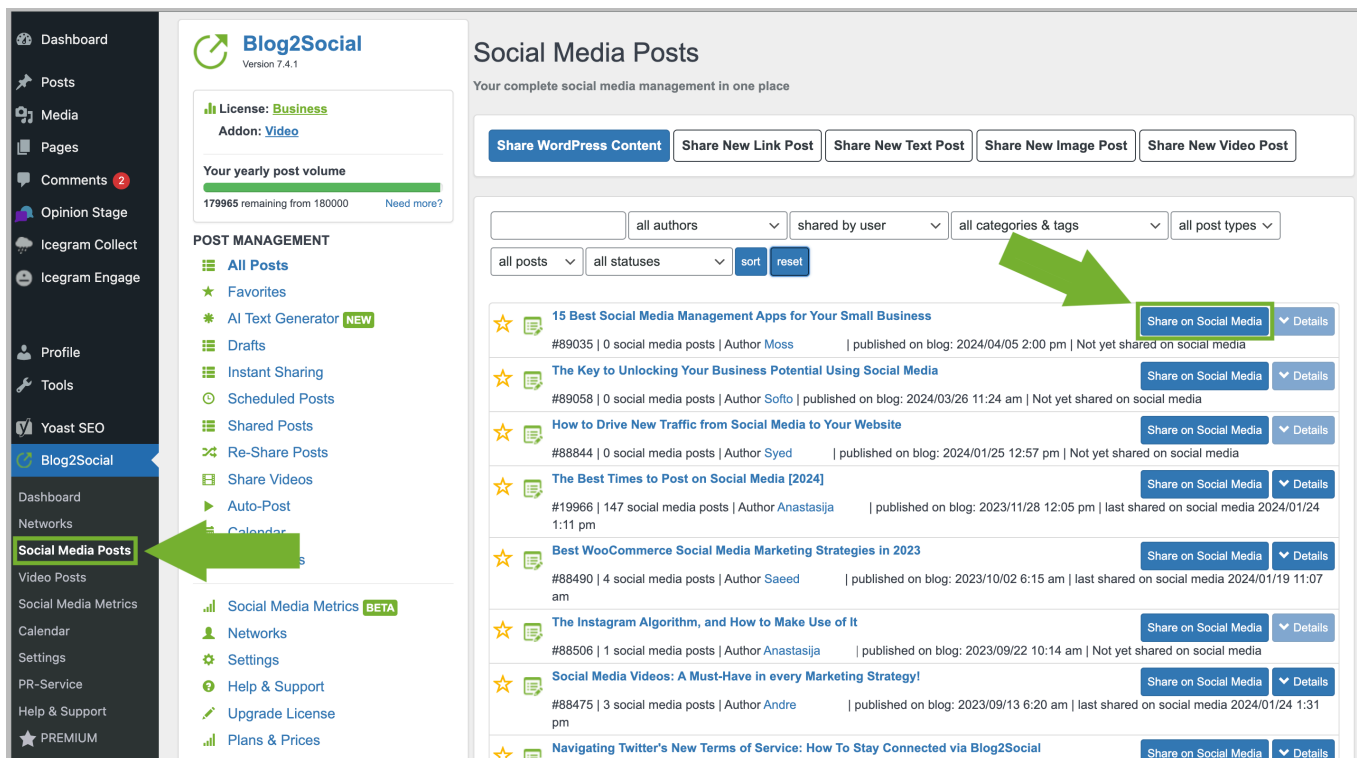 Dashboard
Posts
Media
Pages
Comments 2
Opinion Stage
Icegram Collect
Icegram Engage
Profile
Tools
Yoast SEO
Blog2Social
Dashboard
Networks
Social Media Posts
Video Posts
Social Media Metrics
Calendar
Settings
PR-Service
Help & Support
PREMIUM
Blog2Social
Version 7.4.1
License: Business
Addon: Video
Your yearly post volume
179965 remaining from 180000 Need more?
POST MANAGEMENT
All Posts
Favorites
AI Text Generator NEW
Drafts
Instant Sharing
Scheduled Posts
Shared Posts
Re-Share Posts
Share Videos
Auto-Post
Calendar
Social Media Metrics BETA
Networks
Settings
Help & Support
Upgrade License
Plans & Prices
Social Media Posts
Your complete social media management in one place
Share WordPress Content Share New Link Post Share New Text Post Share New Image Post Share New Video Post
all authors shared by user all categories & tags all post types
all posts all statuses sort reset
15 Best Social Media Management Apps for Your Small Business Share on Social Media Details
#89035 | 0 social media posts | Author Moss | published on blog: 2024/04/05 2:00 pm | Not yet shared on social media
The Key to Unlocking Your Business Potential Using Social Media Share on Social Media Details
#89058 | 0 social media posts | Author Softo | published on blog: 2024/03/26 11:24 am | Not yet shared on social media
How to Drive New Traffic from Social Media to Your Website Share on Social Media Details
#88844 | 0 social media posts | Author Syed | published on blog: 2024/01/25 12:57 pm | Not yet shared on social media
The Best Times to Post on Social Media [2024] Share on Social Media Details
#19966 | 147 social media posts | Author Anastasija | published on blog: 2023/11/28 12:05 pm | last shared on social media 2024/01/24
1:11 pm
Best WooCommerce Social Media Marketing Strategies in 2023 Share on Social Media Details
#88490 | 4 social media posts | Author Saeed | published on blog: 2023/10/02 6:15 am | last shared on social media 2024/01/19 11:07
am
The Instagram Algorithm, and How to Make Use of It Share on Social Media Details
#88506 | 1 social media posts | Author Anastasija | published on blog: 2023/09/22 10:14 am | Not yet shared on social media
Social Media Videos: A Must-Have in every Marketing Strategy! Share on Social Media Details
#88475 | 3 social media posts | Author Andre | published on blog: 2023/09/13 6:20 am | last shared on social media 2024/01/24 1:31
pm
Navigating Twitter's New Terms of Service: How To Stay Connected via Blog2Social Share on Social Media Details